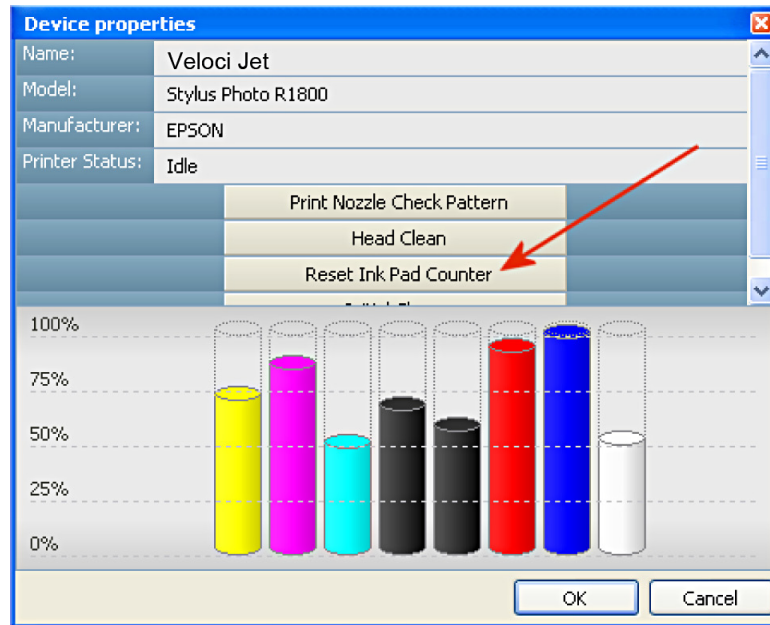 Device properties
Name: Veloci Jet
Model: Stylus Photo R1800
Manufacturer: EPSON
Printer Status: Idle
Print Nozzle Check Pattern
Head Clean
Reset Ink Pad Counter
100%
75%
50%
25%
0%
OK Cancel